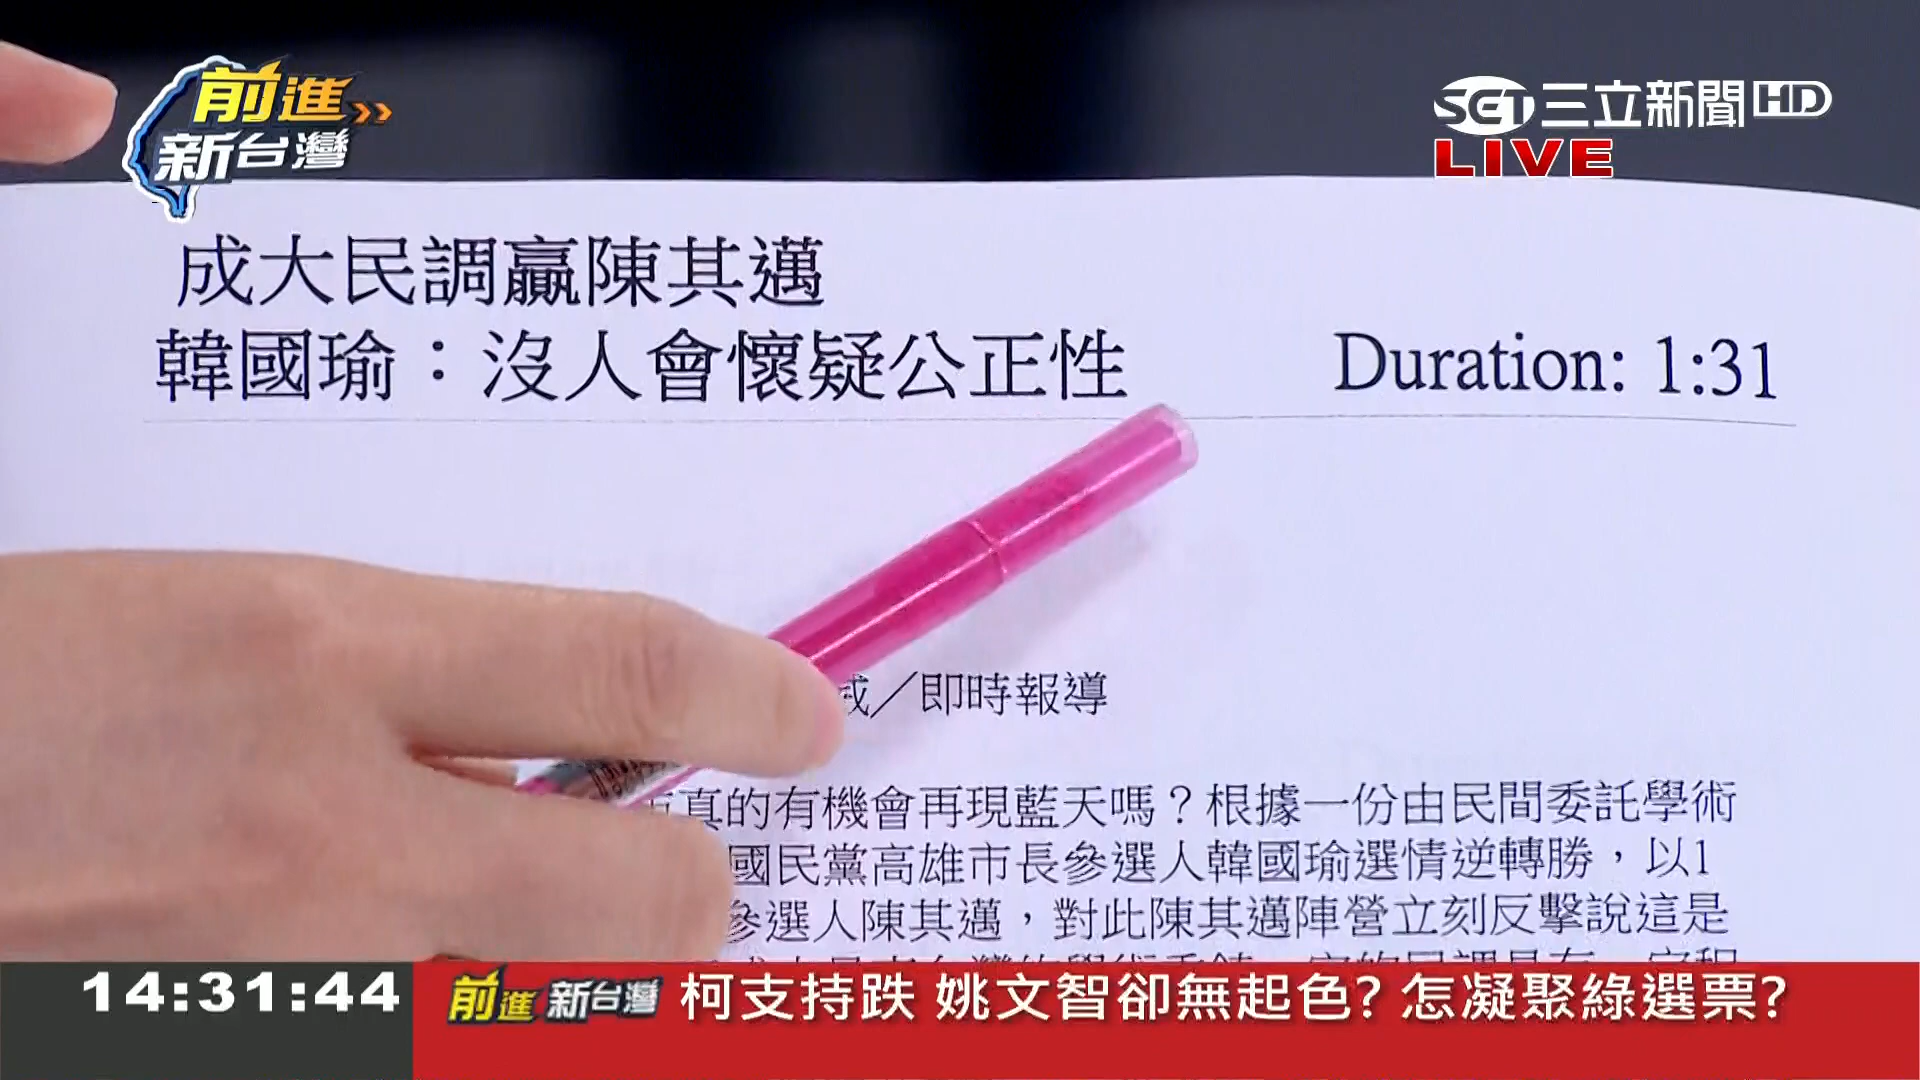 前進
新台灣
SET三立新聞HD
LIVE
成大民調贏陳其邁
韓國瑜：沒人會懷疑公正性
Duration: 1:31
／即時報導
真的有機會再現藍天嗎？根據一份由民間委託學術
國民黨高雄市長參選人韓國瑜選情逆轉勝，以1
參選人陳其邁，對此陳其邁陣營立刻反擊說這是
14:31:44
前進新台灣
柯支持跌 姚文智卻無起色? 怎凝聚綠選票?